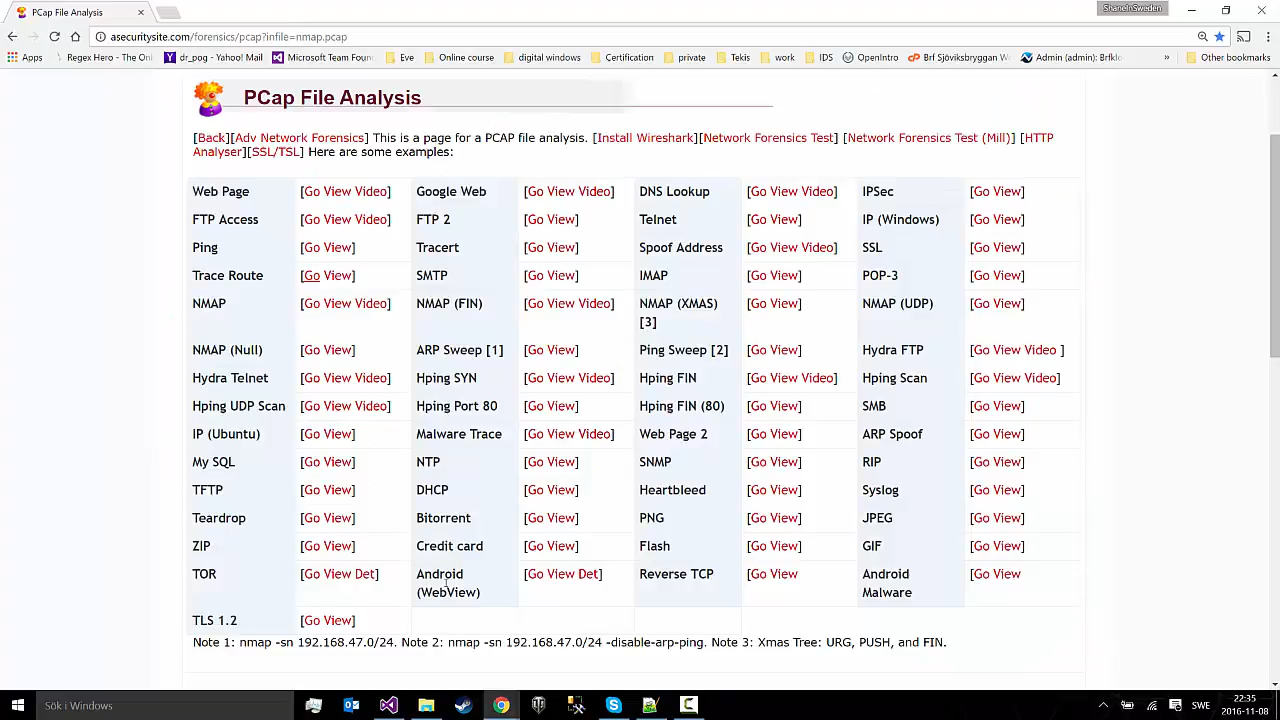 PCap File Analysis
ShaneInSweden
asecuritysite.com/forensics/pcap?infile=nmap.pcap
Apps Regex Hero - The Onl dr_pog - Yahoo! Mail Microsoft Team Foun Eve Online course digital windows Certification private Tekis work IDS OpenIntro Brf Sjöviksbryggan W Admin (admin): Brfkl » Other bookmarks
PCap File Analysis
[Back][Adv Network Forensics] This is a page for a PCAP file analysis. [Install Wireshark][Network Forensics Test] [Network Forensics Test (Mill)] [HTTP
Analyser][SSL/TSL] Here are some examples:
Web Page [Go View Video] Google Web [Go View Video] DNS Lookup [Go View Video] IPSec [Go View]
FTP Access [Go View Video] FTP 2 [Go View] Telnet [Go View] IP (Windows) [Go View]
Ping [Go View] Tracert [Go View] Spoof Address [Go View Video] SSL [Go View]
Trace Route [Go View] SMTP [Go View] IMAP [Go View] POP-3 [Go View]
NMAP [Go View Video] NMAP (FIN) [Go View Video] NMAP (XMAS) [Go View] NMAP (UDP) [Go View]
[3]
NMAP (Null) [Go View] ARP Sweep [1] [Go View] Ping Sweep [2] [Go View] Hydra FTP [Go View Video ]
Hydra Telnet [Go View Video] Hping SYN [Go View Video] Hping FIN [Go View Video] Hping Scan [Go View Video]
Hping UDP Scan [Go View Video] Hping Port 80 [Go View] Hping FIN (80) [Go View] SMB [Go View]
IP (Ubuntu) [Go View] Malware Trace [Go View Video] Web Page 2 [Go View] ARP Spoof [Go View]
My SQL [Go View] NTP [Go View] SNMP [Go View] RIP [Go View]
TFTP [Go View] DHCP [Go View] Heartbleed [Go View] Syslog [Go View]
Teardrop [Go View] Bitorrent [Go View] PNG [Go View] JPEG [Go View]
ZIP [Go View] Credit card [Go View] Flash [Go View] GIF [Go View]
TOR [Go View Det] Android [Go View Det] Reverse TCP [Go View Android [Go View
(WebView) Malware
TLS 1.2 [Go View]
Note 1: nmap -sn 192.168.47.0/24. Note 2: nmap -sn 192.168.47.0/24 -disable-arp-ping. Note 3: Xmas Tree: URG, PUSH, and FIN.
Sök i Windows
SWE
22:35
2016-11-08